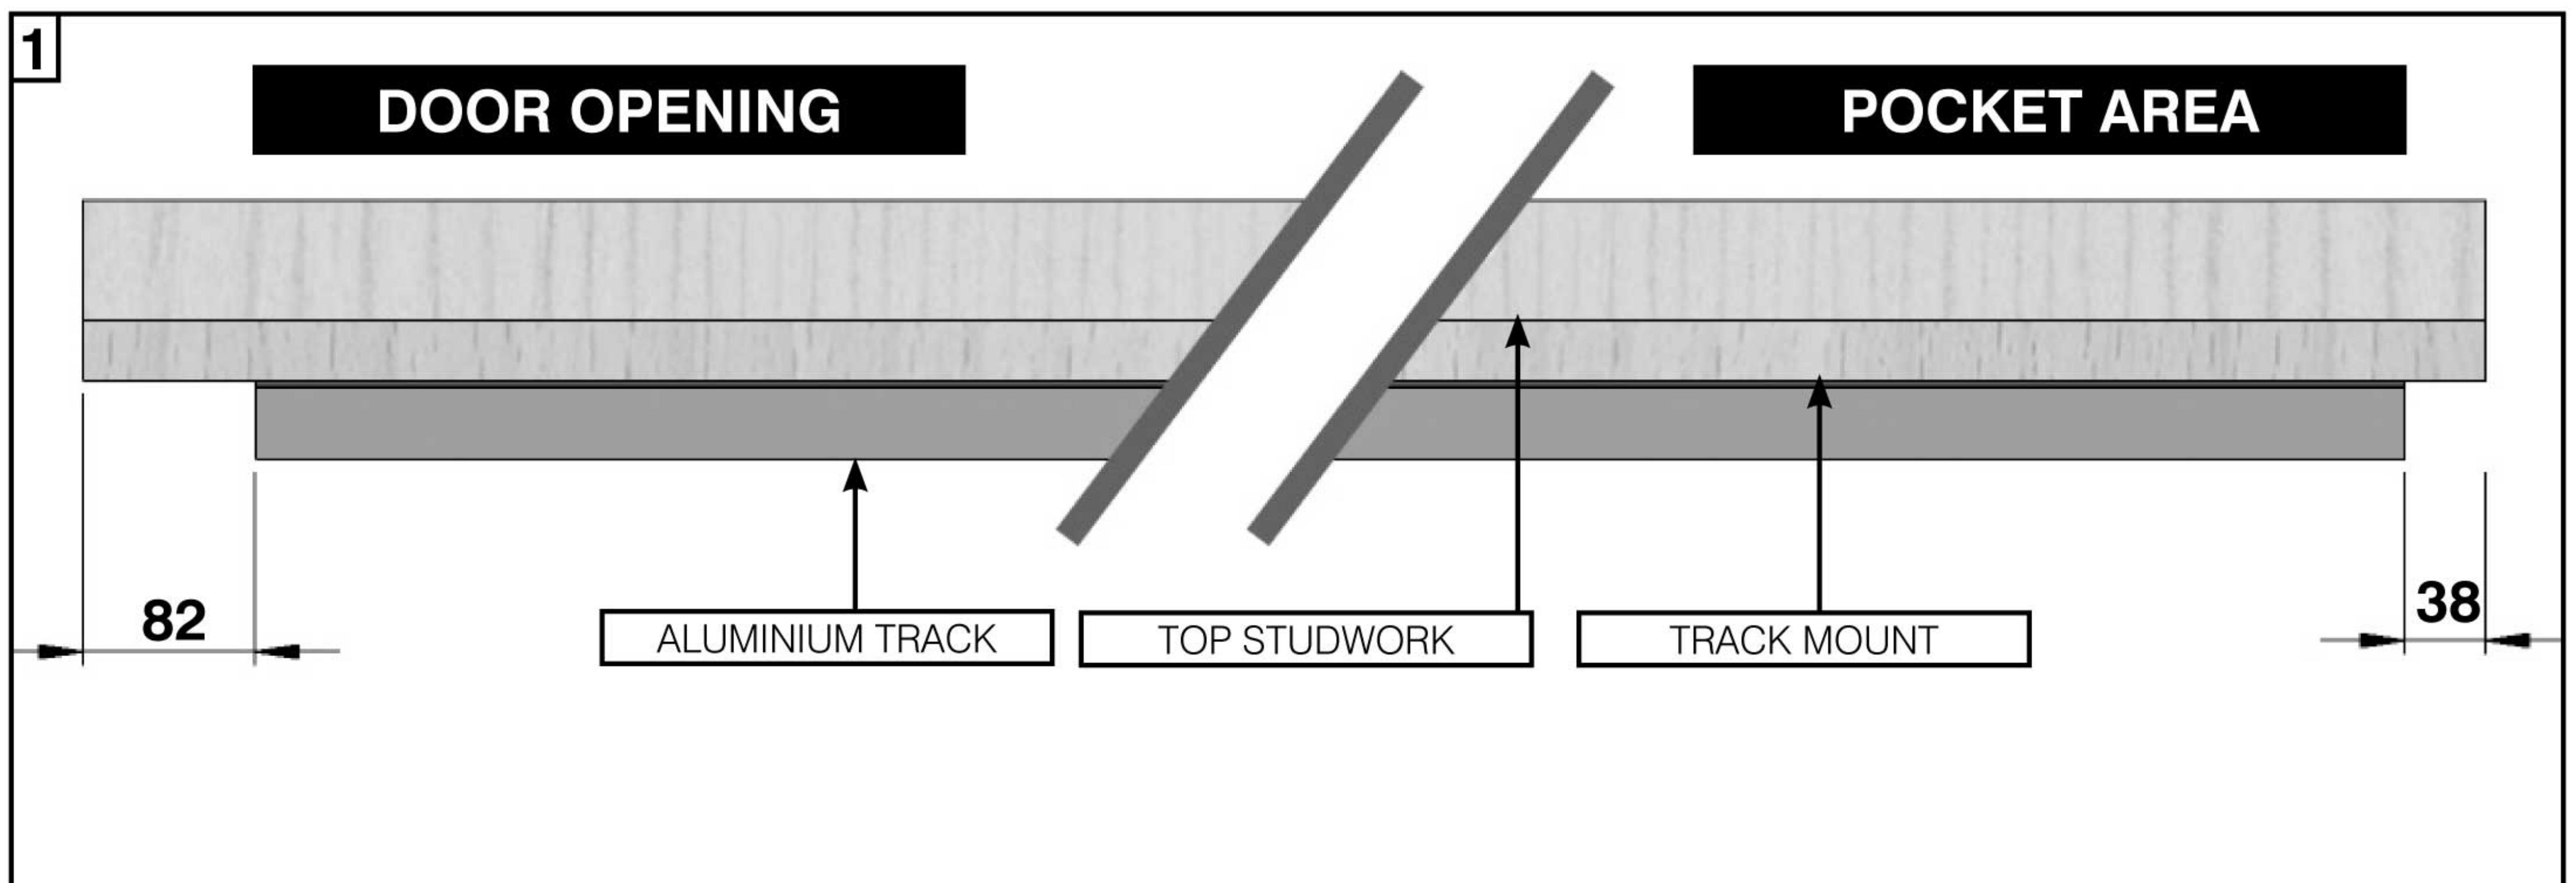 1
DOOR OPENING
POCKET AREA
82
38
ALUMINIUM TRACK
TOP STUDWORK
TRACK MOUNT